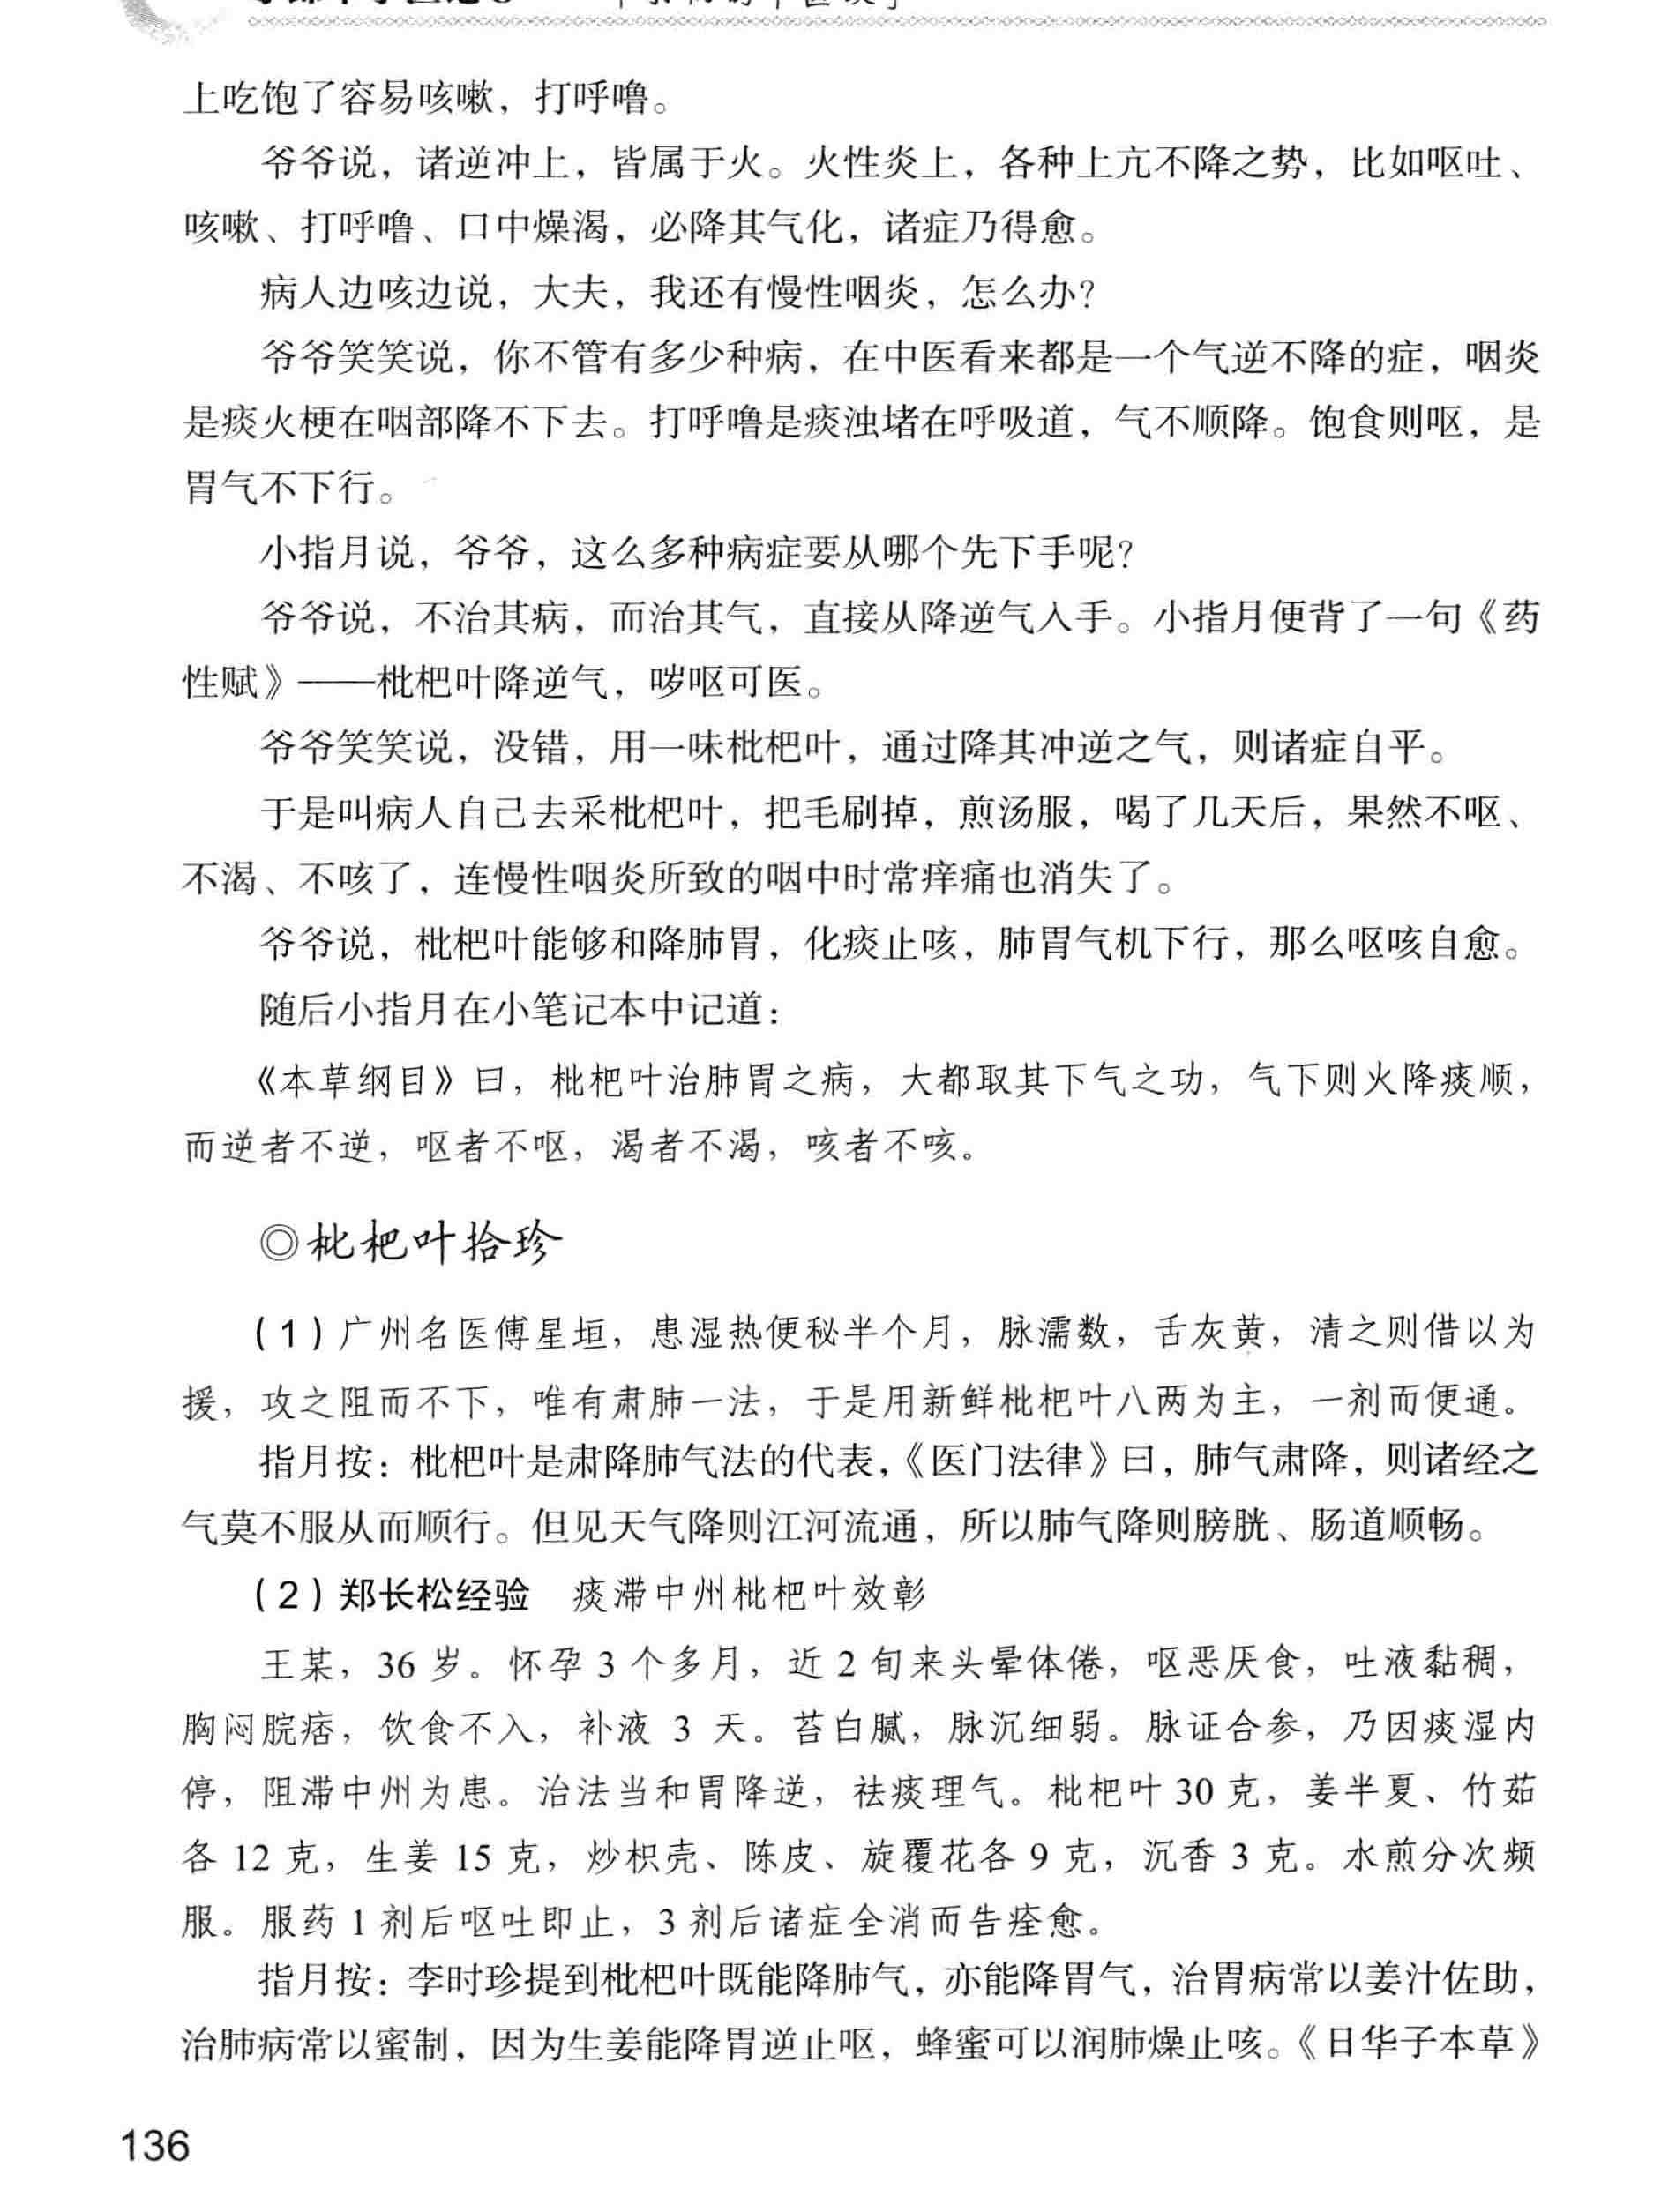 上吃饱了容易咳嗽，打呼噜。
爷爷说，诸逆冲上，皆属于火。火性炎上，各种上亢不降之势，比如呕吐、
咳嗽、打呼噜、口中燥渴，必降其气化，诸症乃得愈。
病人边咳边说，大夫，我还有慢性咽炎，怎么办？
爷爷笑笑说，你不管有多少种病，在中医看来都是一个气逆不降的症，咽炎
是痰火梗在咽部降不下去。打呼噜是痰浊堵在呼吸道，气不顺降。饱食则呕，是
胃气不下行。
小指月说，爷爷，这么多种病症要从哪个先下手呢？
爷爷说，不治其病，而治其气，直接从降逆气入手。小指月便背了一句《药
性赋》——枇杷叶降逆气，哕呕可医。
爷爷笑笑说，没错，用一味枇杷叶，通过降其冲逆之气，则诸症自平。
于是叫病人自己去采枇杷叶，把毛刷掉，煎汤服，喝了几天后，果然不呕、
不渴、不咳了，连慢性咽炎所致的咽中时常痒痛也消失了。
爷爷说，枇杷叶能够和降肺胃，化痰止咳，肺胃气机下行，那么呕咳自愈。
随后小指月在小笔记本中记道：
《本草纲目》曰，枇杷叶治肺胃之病，大都取其下气之功，气下则火降痰顺，
而逆者不逆，呕者不呕，渴者不渴，咳者不咳。
◎枇杷叶拾珍
（1）广州名医傅星垣，患湿热便秘半个月，脉濡数，舌灰黄，清之则借以为
援，攻之阻而不下，唯有肃肺一法，于是用新鲜枇杷叶八两为主，一剂而便通。
指月按：枇杷叶是肃降肺气法的代表，《医门法律》曰，肺气肃降，则诸经之
气莫不服从而顺行。但见天气降则江河流通，所以肺气降则膀胱、肠道顺畅。
（2）郑长松经验　痰滞中州枇杷叶效彰
王某，36 岁。怀孕 3 个多月，近 2 旬来头晕体倦，呕恶厌食，吐液黏稠，
胸闷脘痞，饮食不入，补液 3 天。苔白腻，脉沉细弱。脉证合参，乃因痰湿内
停，阻滞中州为患。治法当和胃降逆，祛痰理气。枇杷叶 30 克，姜半夏、竹茹
各 12 克，生姜 15 克，炒枳壳、陈皮、旋覆花各 9 克，沉香 3 克。水煎分次频
服。服药 1 剂后呕吐即止，3 剂后诸症全消而告痊愈。
指月按：李时珍提到枇杷叶既能降肺气，亦能降胃气，治胃病常以姜汁佐助，
治肺病常以蜜制，因为生姜能降胃逆止呕，蜂蜜可以润肺燥止咳。《日华子本草》
136